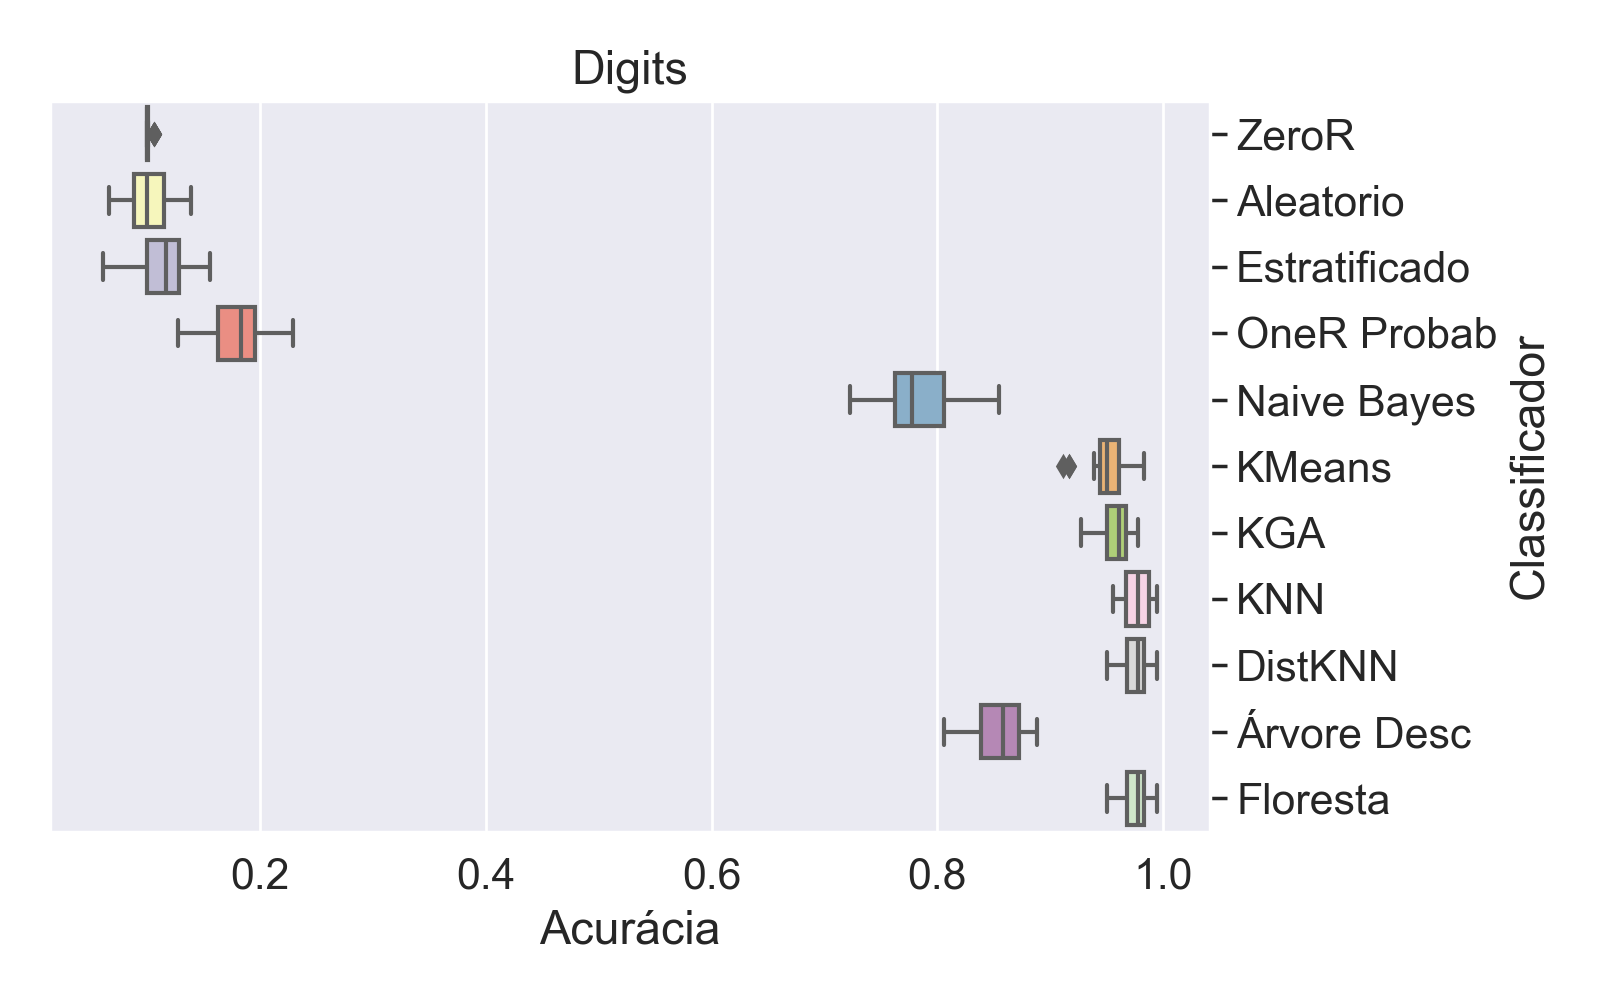 Digits
ZeroR
Aleatorio
Estratificado
OneR Probab
Naive Bayes
KMeans
KGA
KNN
DistKNN
Árvore Desc
Floresta
Classificador
0.2 0.4 0.6 0.8 1.0
Acurácia